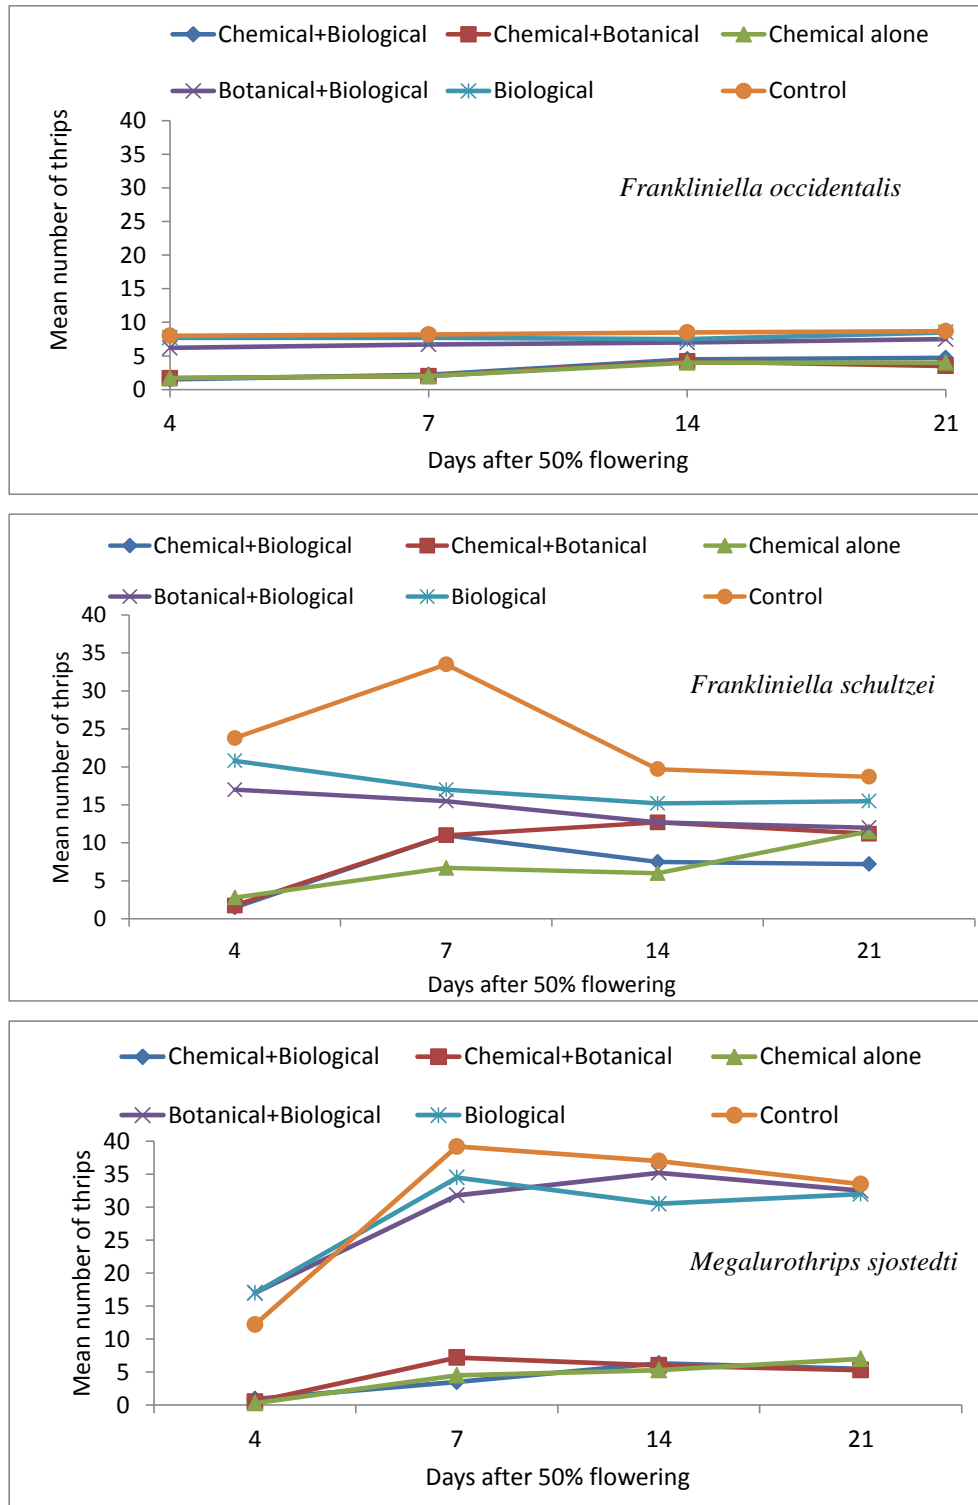 Chemical+Biological Chemical+Botanical Chemical alone
Botanical+Biological Biological Control
40
35
30
25
20
15
10
5
0
Mean number of thrips
Frankliniella occidentalis
4 7 14 21
Days after 50% flowering
Chemical+Biological Chemical+Botanical Chemical alone
Botanical+Biological Biological Control
40
35
30
25
20
15
10
5
0
Mean number of thrips
Frankliniella schultzei
4 7 14 21
Days after 50% flowering
Chemical+Biological Chemical+Botanical Chemical alone
Botanical+Biological Biological Control
40
35
30
25
20
15
10
5
0
Mean number of thrips
Megalurothrips sjostedti
4 7 14 21
Days after 50% flowering